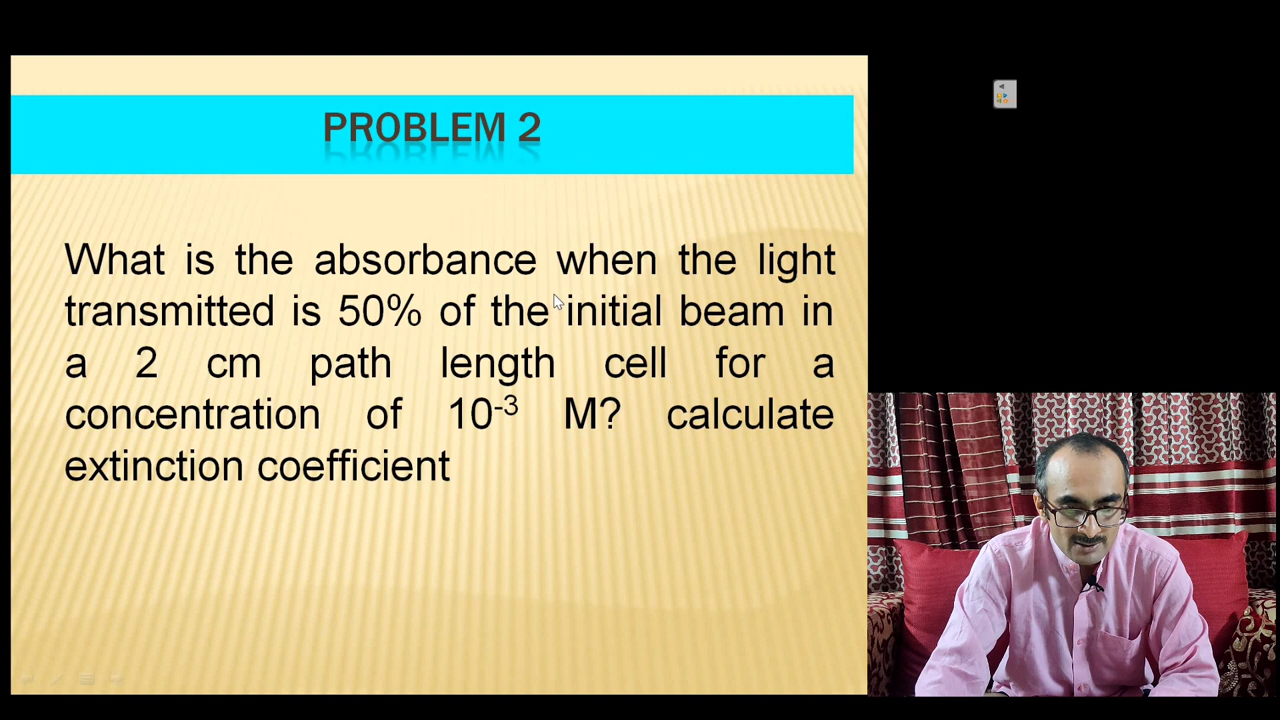 PROBLEM 2
What is the absorbance when the light
transmitted is 50% of the initial beam in
a 2 cm path length cell for a
concentration of 10⁻³ M? calculate
extinction coefficient